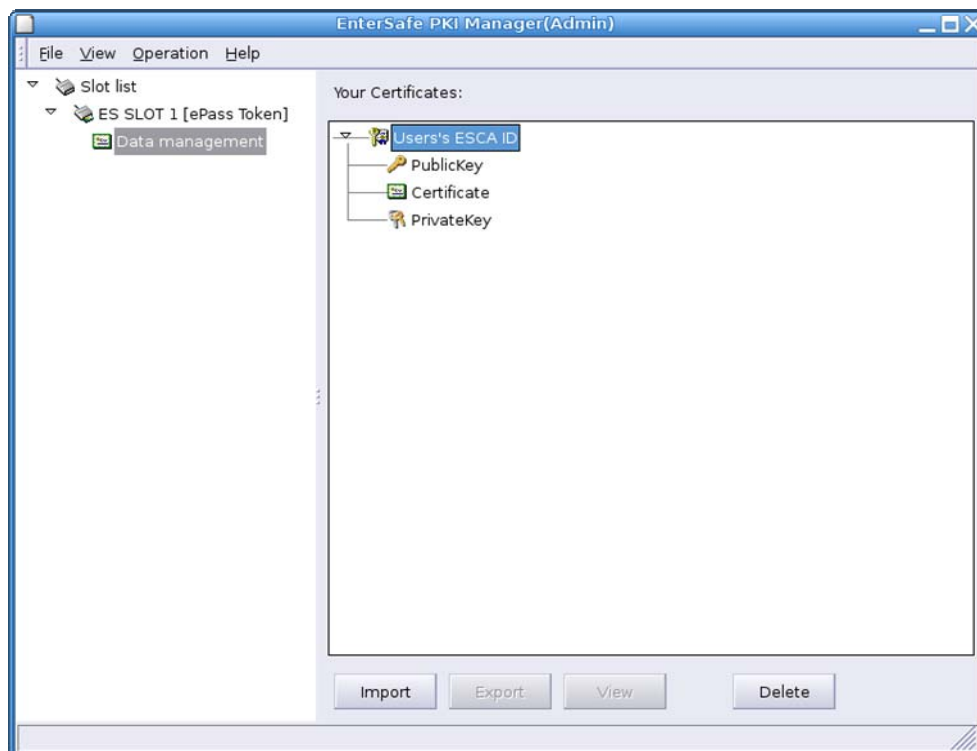 EnterSafe PKI Manager(Admin)
File View Operation Help
Slot list
ES SLOT 1 [ePass Token]
Data management
Your Certificates:
Users's ESCA ID
PublicKey
Certificate
PrivateKey
Import Export View Delete